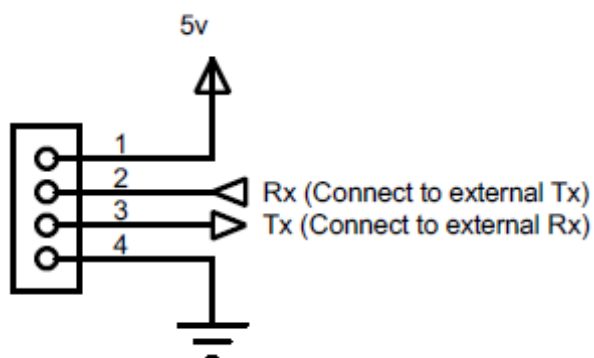 5v
1
2
Rx (Connect to external Tx)
3
Tx (Connect to external Rx)
4